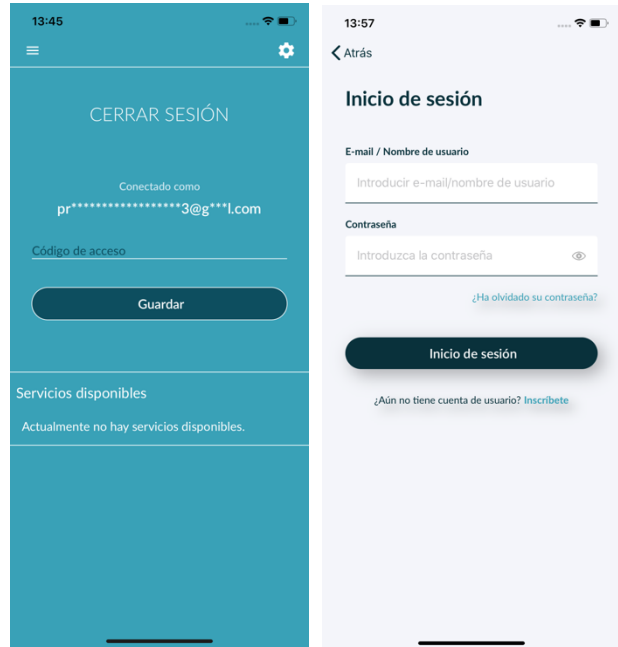 13:45
CERRAR SESIÓN
Conectado como
pr******************3@g***l.com
Código de acceso
Guardar
Servicios disponibles
Actualmente no hay servicios disponibles.
13:57
Atrás
Inicio de sesión
E-mail / Nombre de usuario
Introducir e-mail/nombre de usuario
Contraseña
Introduzca la contraseña
¿Ha olvidado su contraseña?
Inicio de sesión
¿Aún no tiene cuenta de usuario? Inscríbete